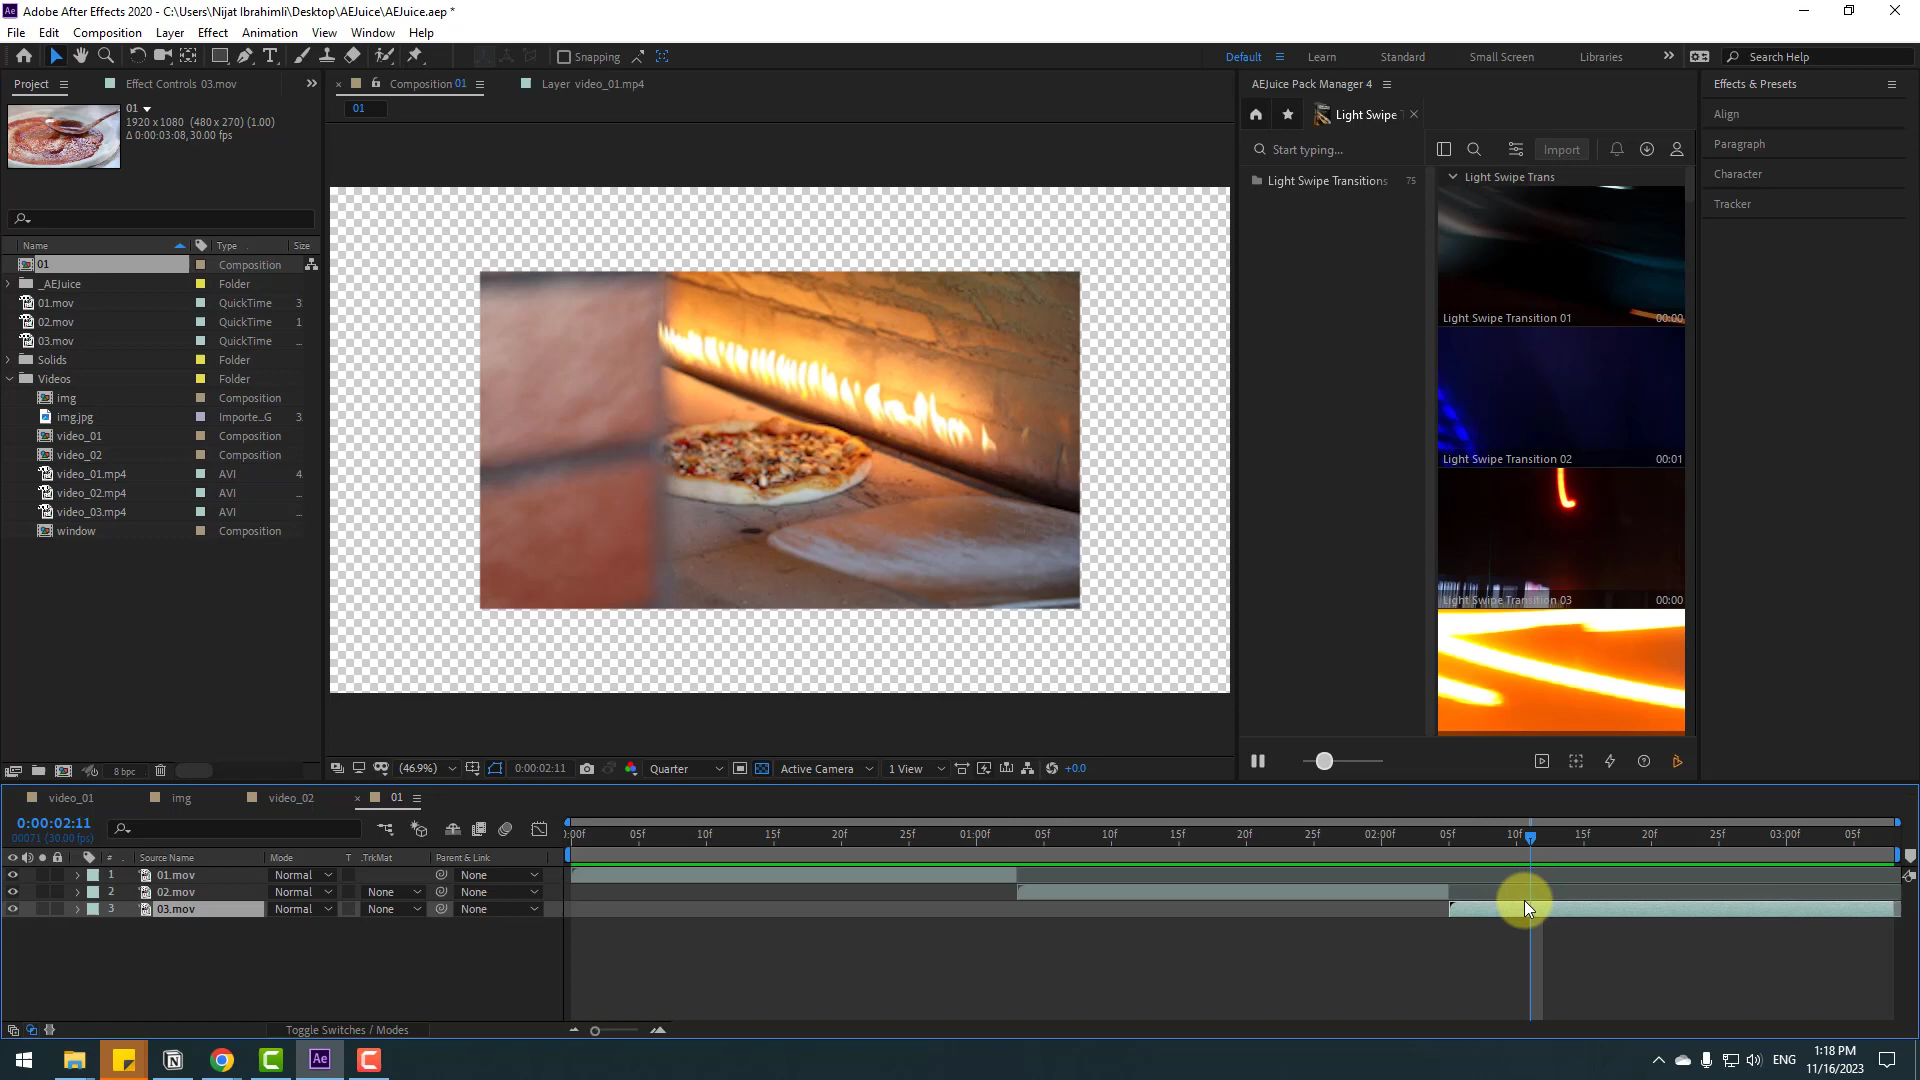 Ae Adobe After Effects 2020 - C:\Users\Nijat Ibrahimli\Desktop\AEJuice\AEJuice.aep *
File Edit Composition Layer Effect Animation View Window Help
Snapping
Default Learn Standard Small Screen Libraries Search Help
Project Effect Controls 03.mov
01
1920 x 1080 (480 x 270) (1.00)
Δ 0:00:03:08, 30.00 fps
Name Type Size
01 Composition
_AEJuice Folder
01.mov QuickTime 3
02.mov QuickTime 1
03.mov QuickTime ...
Solids Folder
Videos Folder
img Composition
img.jpg Importe_G 3
video_01 Composition
video_02 Composition
video_01.mp4 AVI 4
video_02.mp4 AVI ...
video_03.mp4 AVI ...
window Composition
8 bpc
Composition 01 Layer video_01.mp4
01
(46.9%) 0:00:02:11 Quarter Active Camera 1 View +0.0
AEJuice Pack Manager 4
Light Swipe T
Start typing... Import
Light Swipe Transitions 75
Light Swipe Trans
Light Swipe Transition 01 00:00
Light Swipe Transition 02 00:01
Light Swipe Transition 03 00:00
Effects & Presets
Align
Paragraph
Character
Tracker
video_01 img video_02 01
0:00:02:11
00071 (30.00 fps)
:00f 05f 10f 15f 20f 25f 01:00f 05f 10f 15f 20f 25f 02:00f 05f 10f 15f 20f 25f 03:00f 05f
# Source Name Mode T .TrkMat Parent & Link
1 01.mov Normal None
2 02.mov Normal None None
3 03.mov Normal None None
Toggle Switches / Modes
Ae
ENG
1:18 PM
11/16/2023